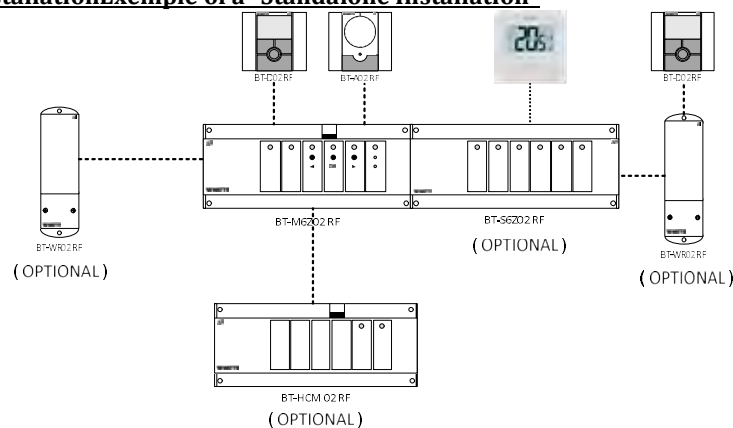 stallationExemple of a "Standalone Installation"
BT-D02 RF
BT-A02 RF
20.5
BT-D02 RF
BT-WR02 RF
(OPTIONAL)
BT-M6Z02 RF
BT-S6Z02 RF
(OPTIONAL)
BT-WR02 RF
(OPTIONAL)
BT-HCM 02 RF
(OPTIONAL)